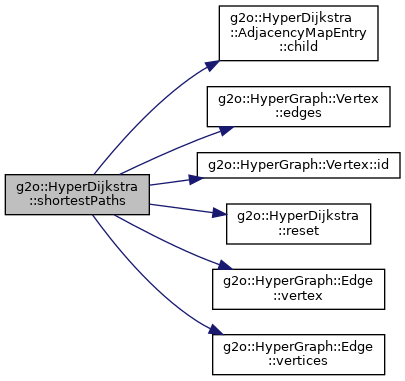 g2o::HyperDijkstra
::AdjacencyMapEntry
::child
g2o::HyperGraph::Vertex
::edges
g2o::HyperGraph::Vertex::id
g2o::HyperDijkstra
::shortestPaths
g2o::HyperDijkstra
::reset
g2o::HyperGraph::Edge
::vertex
g2o::HyperGraph::Edge
::vertices